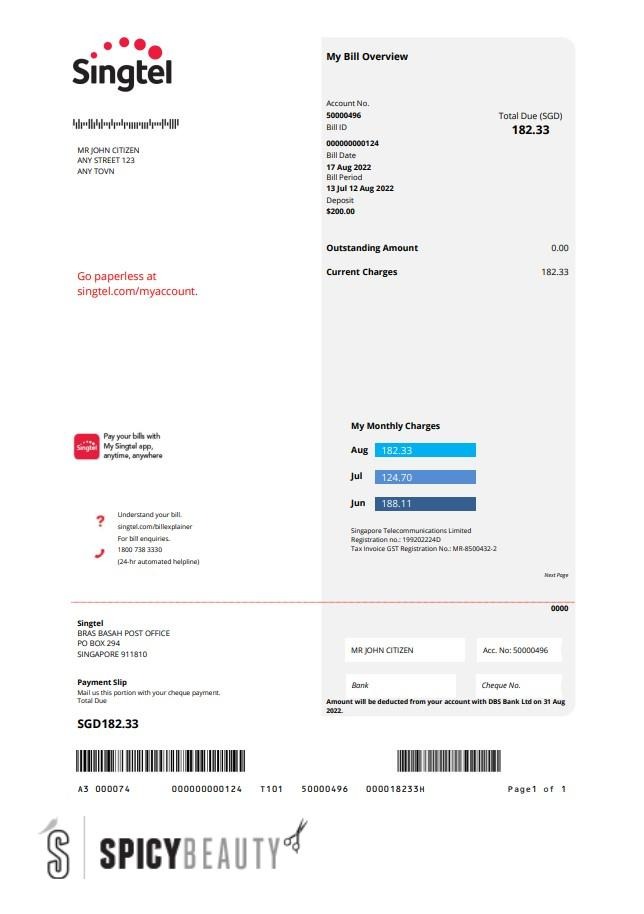 Singtel
MR JOHN CITIZEN
ANY STREET 123
ANY TOVN
Go paperless at
singtel.com/myaccount.
My Bill Overview
Account No.
50000496
Bill ID
000000000124
Bill Date
17 Aug 2022
Bill Period
13 Jul 12 Aug 2022
Deposit
$200.00
Total Due (SGD)
182.33
Outstanding Amount 0.00
Current Charges 182.33
Singtel
Pay your bills with
My Singtel app,
anytime, anywhere
? Understand your bill.
singtel.com/billexplainer
For bill enquiries.
1800 738 3330
(24-hr automated helpline)
My Monthly Charges
Aug 182.33
Jul 124.70
Jun 188.11
Singapore Telecommunications Limited
Registration no.: 199202224D
Tax Invoice GST Registration No.: MR-8500432-2
Next Page
0000
Singtel
BRAS BASAH POST OFFICE
PO BOX 294
SINGAPORE 911810
Payment Slip
Mail us this portion with your cheque payment.
Total Due
SGD182.33
MR JOHN CITIZEN Acc. No: 50000496
Bank Cheque No.
Amount will be deducted from your account with DBS Bank Ltd on 31 Aug
2022.
A3 000074 000000000124 T101 50000496 000018233H Page1 of 1
S SPICYBEAUTY